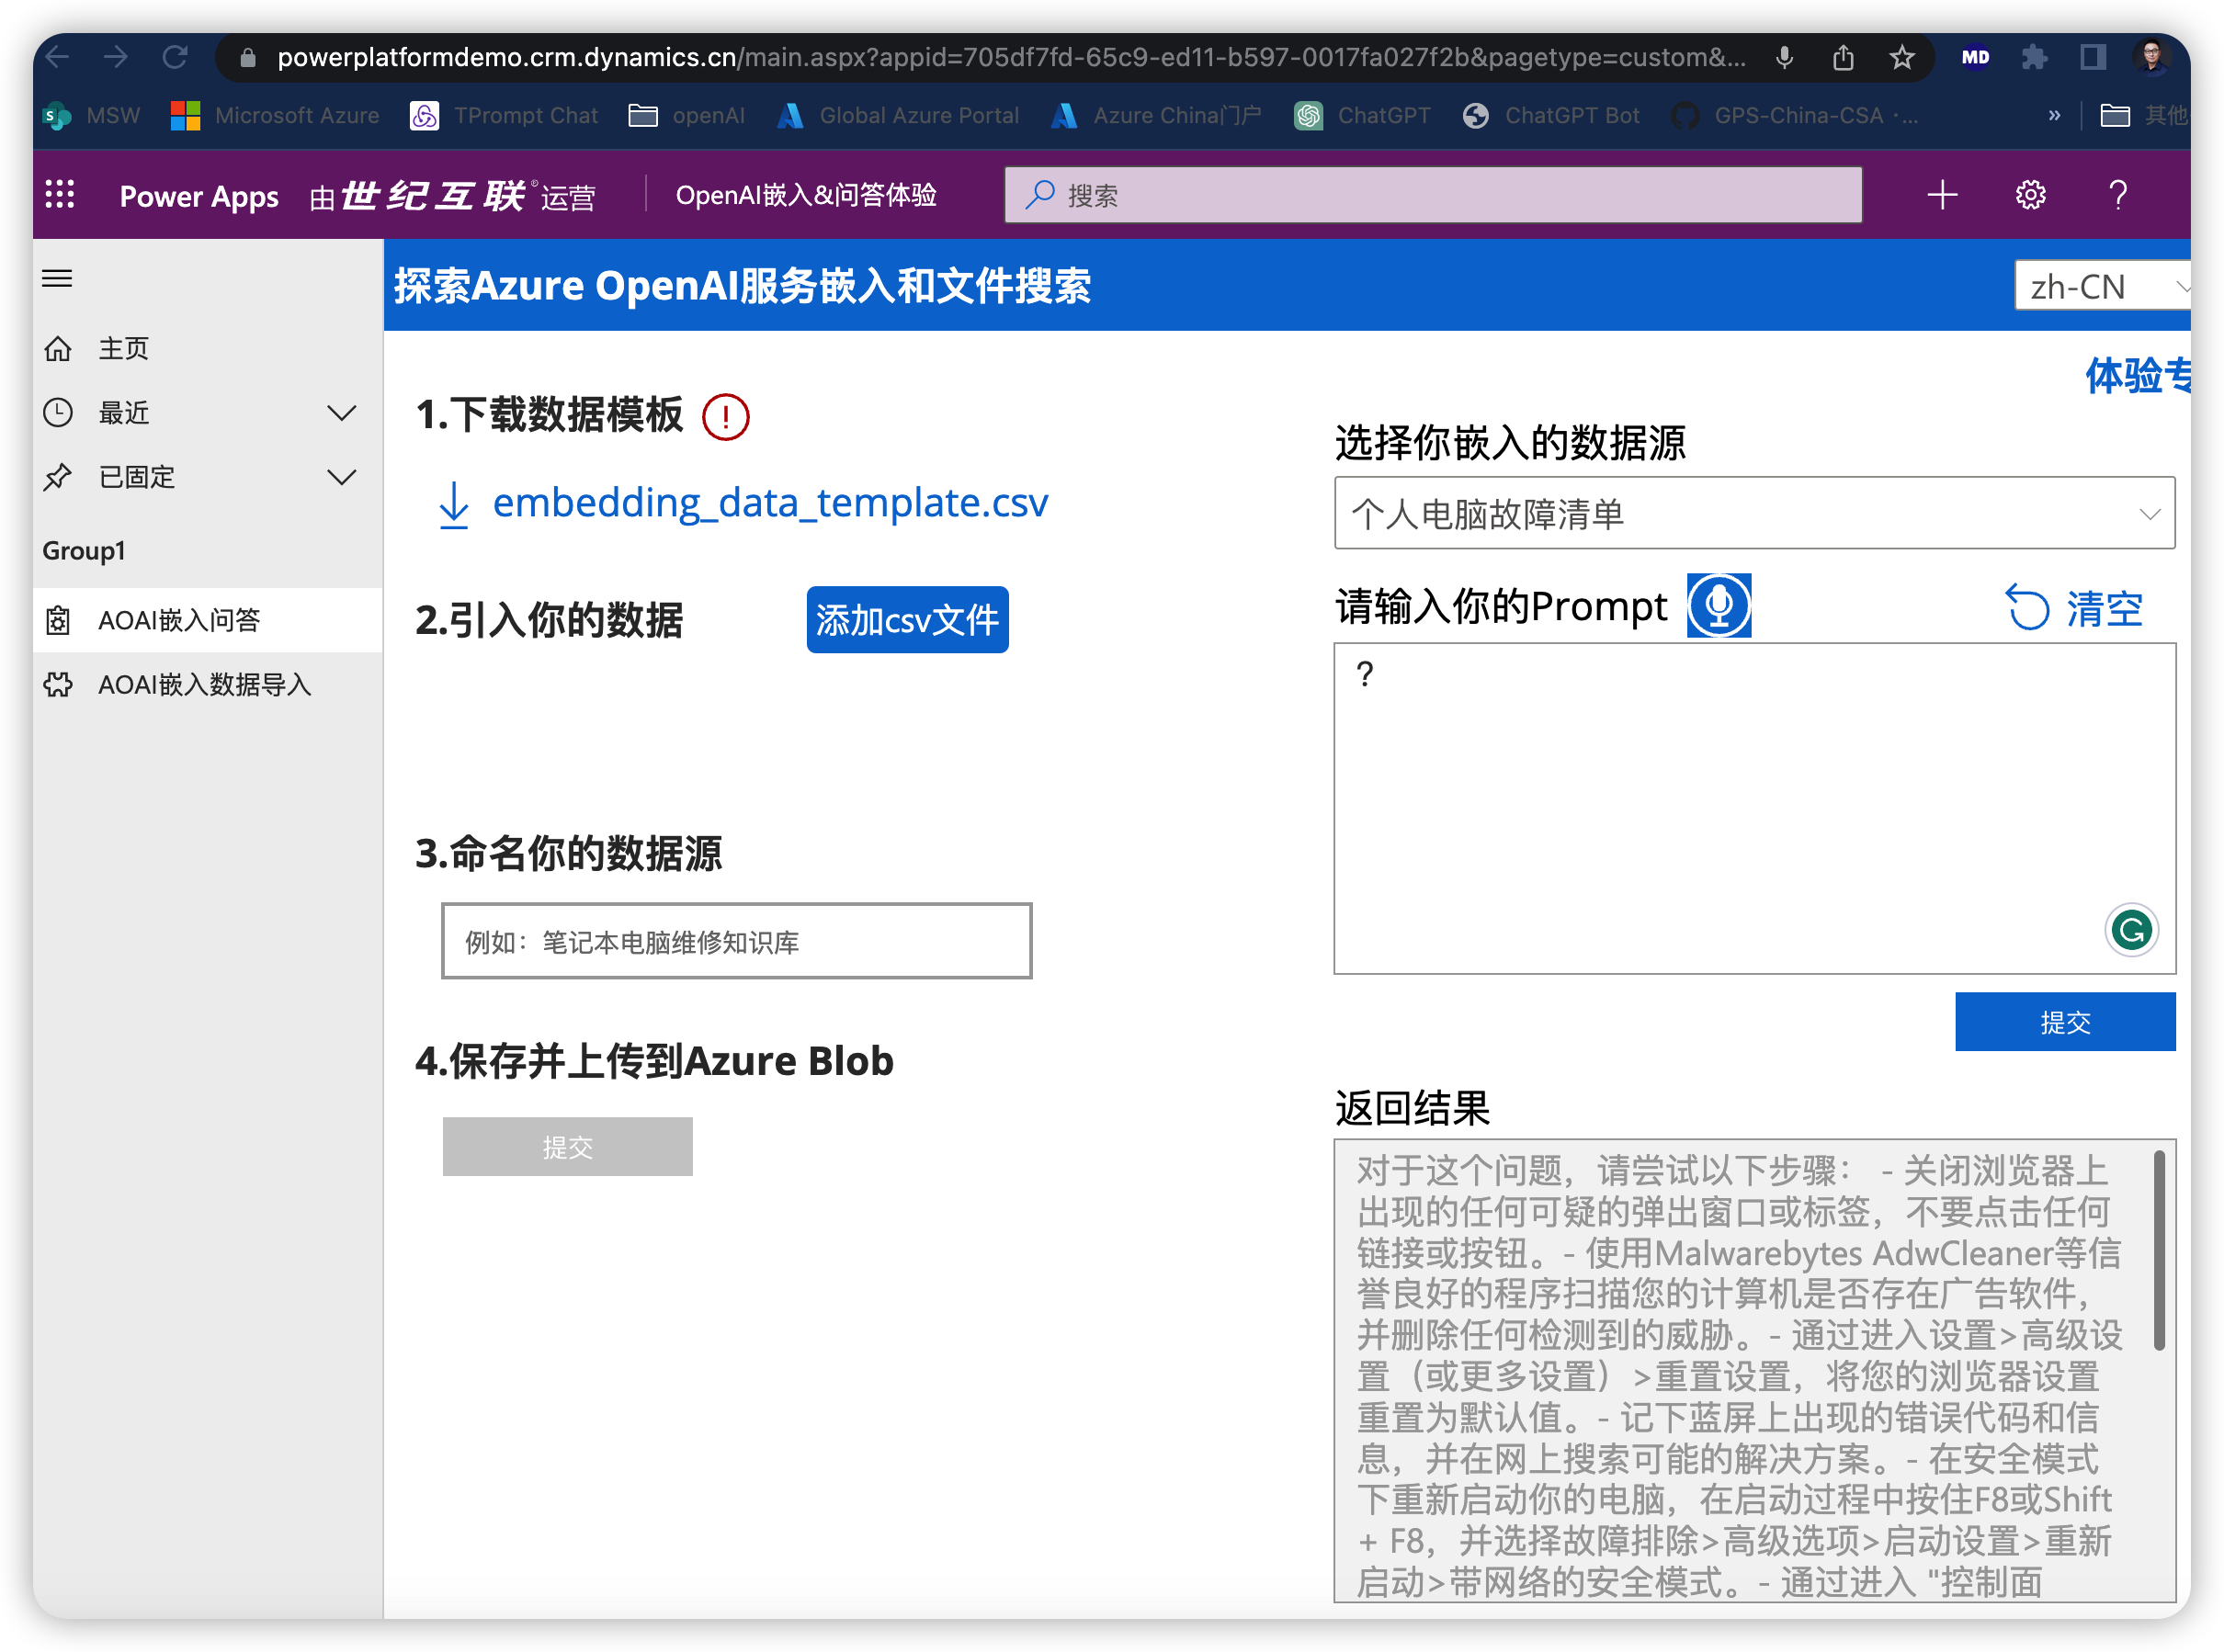 powerplatformdemo.crm.dynamics.cn/main.aspx?appid=705df7fd-65c9-ed11-b597-0017fa027f2b&pagetype=custom&...
MD
MSW
Microsoft Azure
TPrompt Chat
openAI
Global Azure Portal
Azure China门户
ChatGPT
ChatGPT Bot
GPS-China-CSA · ...
»
其他
Power Apps
由世纪互联©运营
OpenAI嵌入&问答体验
搜索
探索Azure OpenAI服务嵌入和文件搜索
zh-CN
主页
最近
已固定
Group1
AOAI嵌入问答
AOAI嵌入数据导入
1.下载数据模板
embedding_data_template.csv
2.引入你的数据
添加csv文件
3.命名你的数据源
例如：笔记本电脑维修知识库
4.保存并上传到Azure Blob
提交
体验专
选择你嵌入的数据源
个人电脑故障清单
请输入你的Prompt
清空
?
提交
返回结果
对于这个问题，请尝试以下步骤： - 关闭浏览器上
出现的任何可疑的弹出窗口或标签，不要点击任何
链接或按钮。- 使用Malwarebytes AdwCleaner等信
誉良好的程序扫描您的计算机是否存在广告软件，
并删除任何检测到的威胁。- 通过进入设置>高级设
置（或更多设置）>重置设置，将您的浏览器设置
重置为默认值。- 记下蓝屏上出现的错误代码和信
息，并在网上搜索可能的解决方案。- 在安全模式
下重新启动你的电脑，在启动过程中按住F8或Shift
+ F8，并选择故障排除>高级选项>启动设置>重新
启动>带网络的安全模式。- 通过进入 "控制面